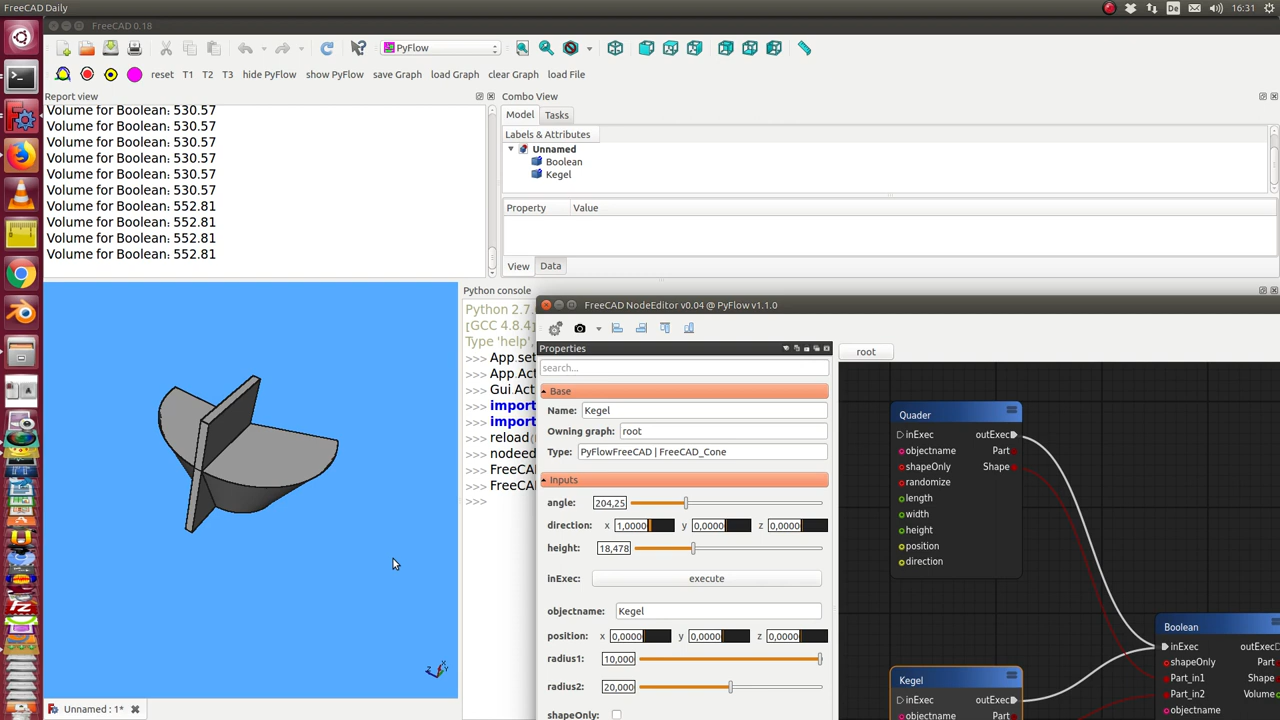 FreeCAD Daily
De
16:31
FreeCAD 0.18
PyFlow
reset T1 T2 T3 hide PyFlow show PyFlow save Graph load Graph clear Graph load File
Report view
Volume for Boolean: 530.57
Volume for Boolean: 530.57
Volume for Boolean: 530.57
Volume for Boolean: 530.57
Volume for Boolean: 530.57
Volume for Boolean: 530.57
Volume for Boolean: 552.81
Volume for Boolean: 552.81
Volume for Boolean: 552.81
Volume for Boolean: 552.81
Combo View
Model Tasks
Labels & Attributes
Unnamed
Boolean
Kegel
Property Value
View Data
Python console
Python 2.7.
[GCC 4.8.4]
Type 'help',
>>> App.set
>>> App.Act
>>> Gui.Act
>>> import
>>> import
>>> reload(
>>> nodeed
>>> FreeCA
>>> FreeCA
>>>
FreeCAD NodeEditor v0.04 @ PyFlow v1.1.0
Properties
search...
Base
Name: Kegel
Owning graph: root
Type: PyFlowFreeCAD | FreeCAD_Cone
Inputs
angle: 204,25
direction: x 1,0000 y 0,0000 z 0,0000
height: 18,478
inExec: execute
objectname: Kegel
position: x 0,0000 y 0,0000 z 0,0000
radius1: 10,000
radius2: 20,000
shapeOnly:
root
Quader
inExec outExec
objectname Part
shapeOnly Shape
randomize
length
width
height
position
direction
Kegel
inExec outExec
objectname Part
Boolean
inExec outExec
shapeOnly Part
Part_in1 Shape
Part_in2 Volume
objectname
Unnamed : 1*